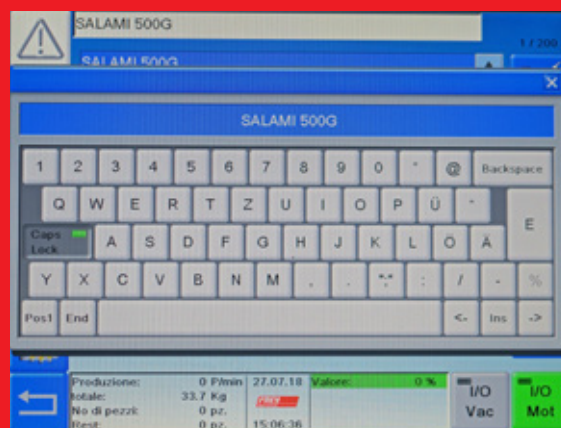 SALAMI 500G
1 / 200
SALAMI 500G
SALAMI 500G
1 2 3 4 5 6 7 8 9 0 @ Backspace
Q W E R T Z U I O P Ü E
Caps Lock A S D F G H J K L Ö Ä
Y X C V B N M , . *;* : / - %
Pos1 End <- Ins ->
Produzione: 0 P/min 27.07.18 Valore: 0 %
totale: 33.7 Kg
No di pezzi: 0 pz.
Rest: 0 pz. 15:06:36
I/O Vac
I/O Mot